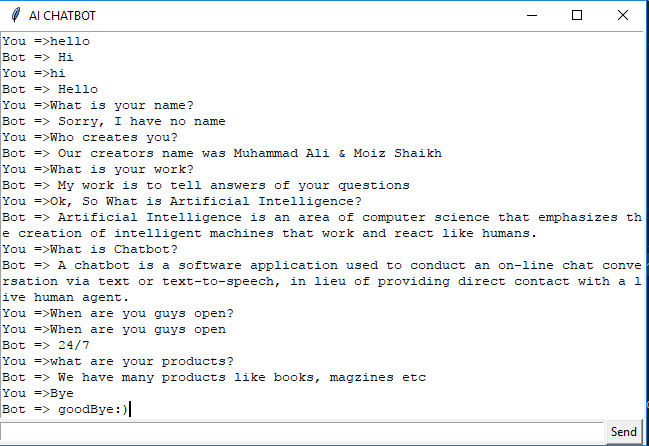 AI CHATBOT
You =>hello
Bot => Hi
You =>hi
Bot => Hello
You =>What is your name?
Bot => Sorry, I have no name
You =>Who creates you?
Bot => Our creators name was Muhammad Ali & Moiz Shaikh
You =>What is your work?
Bot => My work is to tell answers of your questions
You =>Ok, So What is Artificial Intelligence?
Bot => Artificial Intelligence is an area of computer science that emphasizes th
e creation of intelligent machines that work and react like humans.
You =>What is Chatbot?
Bot => A chatbot is a software application used to conduct an on-line chat conve
rsation via text or text-to-speech, in lieu of providing direct contact with a l
ive human agent.
You =>When are you guys open?
You =>When are you guys open
Bot => 24/7
You =>what are your products?
Bot => We have many products like books, magzines etc
You =>Bye
Bot => goodBye:)
Send